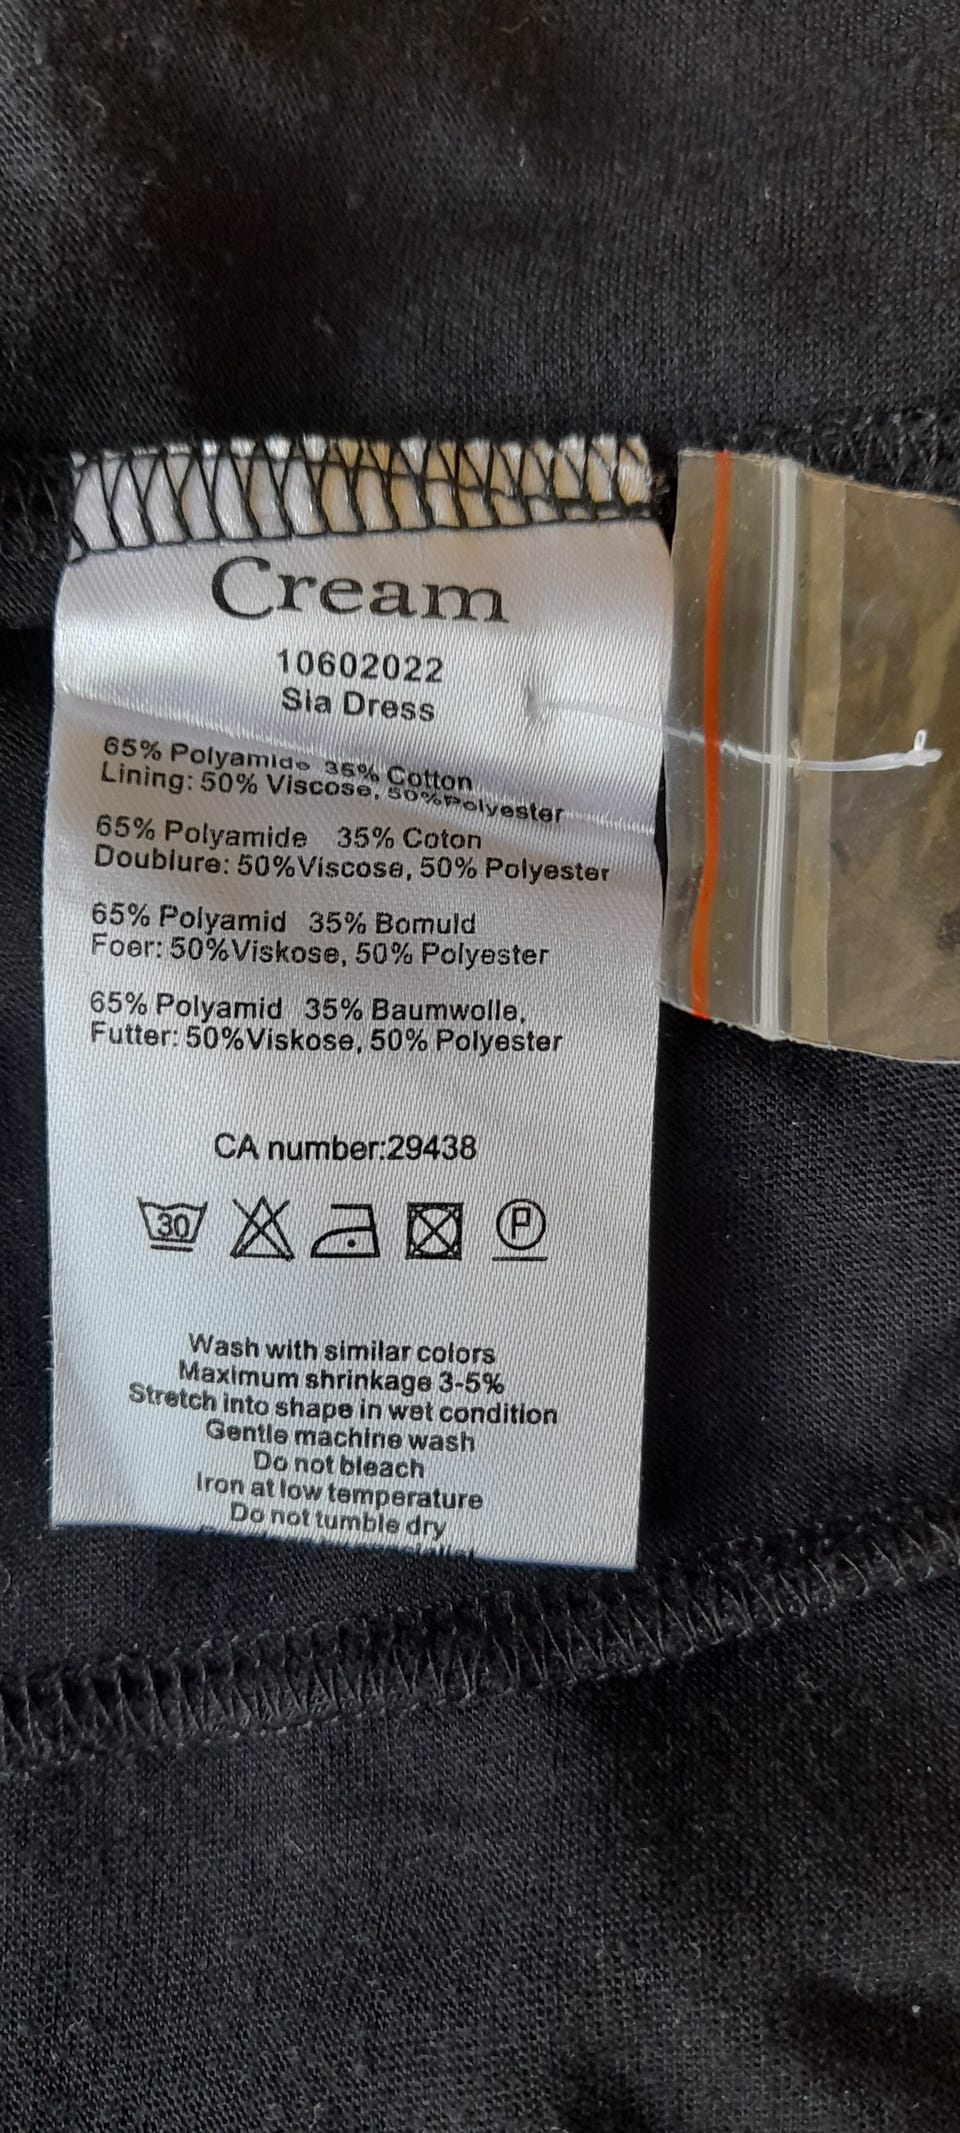 Cream
10602022
Sia Dress
65% Polyamide 35% Cotton
Lining: 50% Viscose, 50%Polyester
65% Polyamide 35% Coton
Doublure: 50%Viscose, 50% Polyester
65% Polyamid 35% Bomuld
Foer: 50%Viskose, 50% Polyester
65% Polyamid 35% Baumwolle,
Futter: 50%Viskose, 50% Polyester
CA number:29438
30 P
Wash with similar colors
Maximum shrinkage 3-5%
Stretch into shape in wet condition
Gentle machine wash
Do not bleach
Iron at low temperature
Do not tumble dry